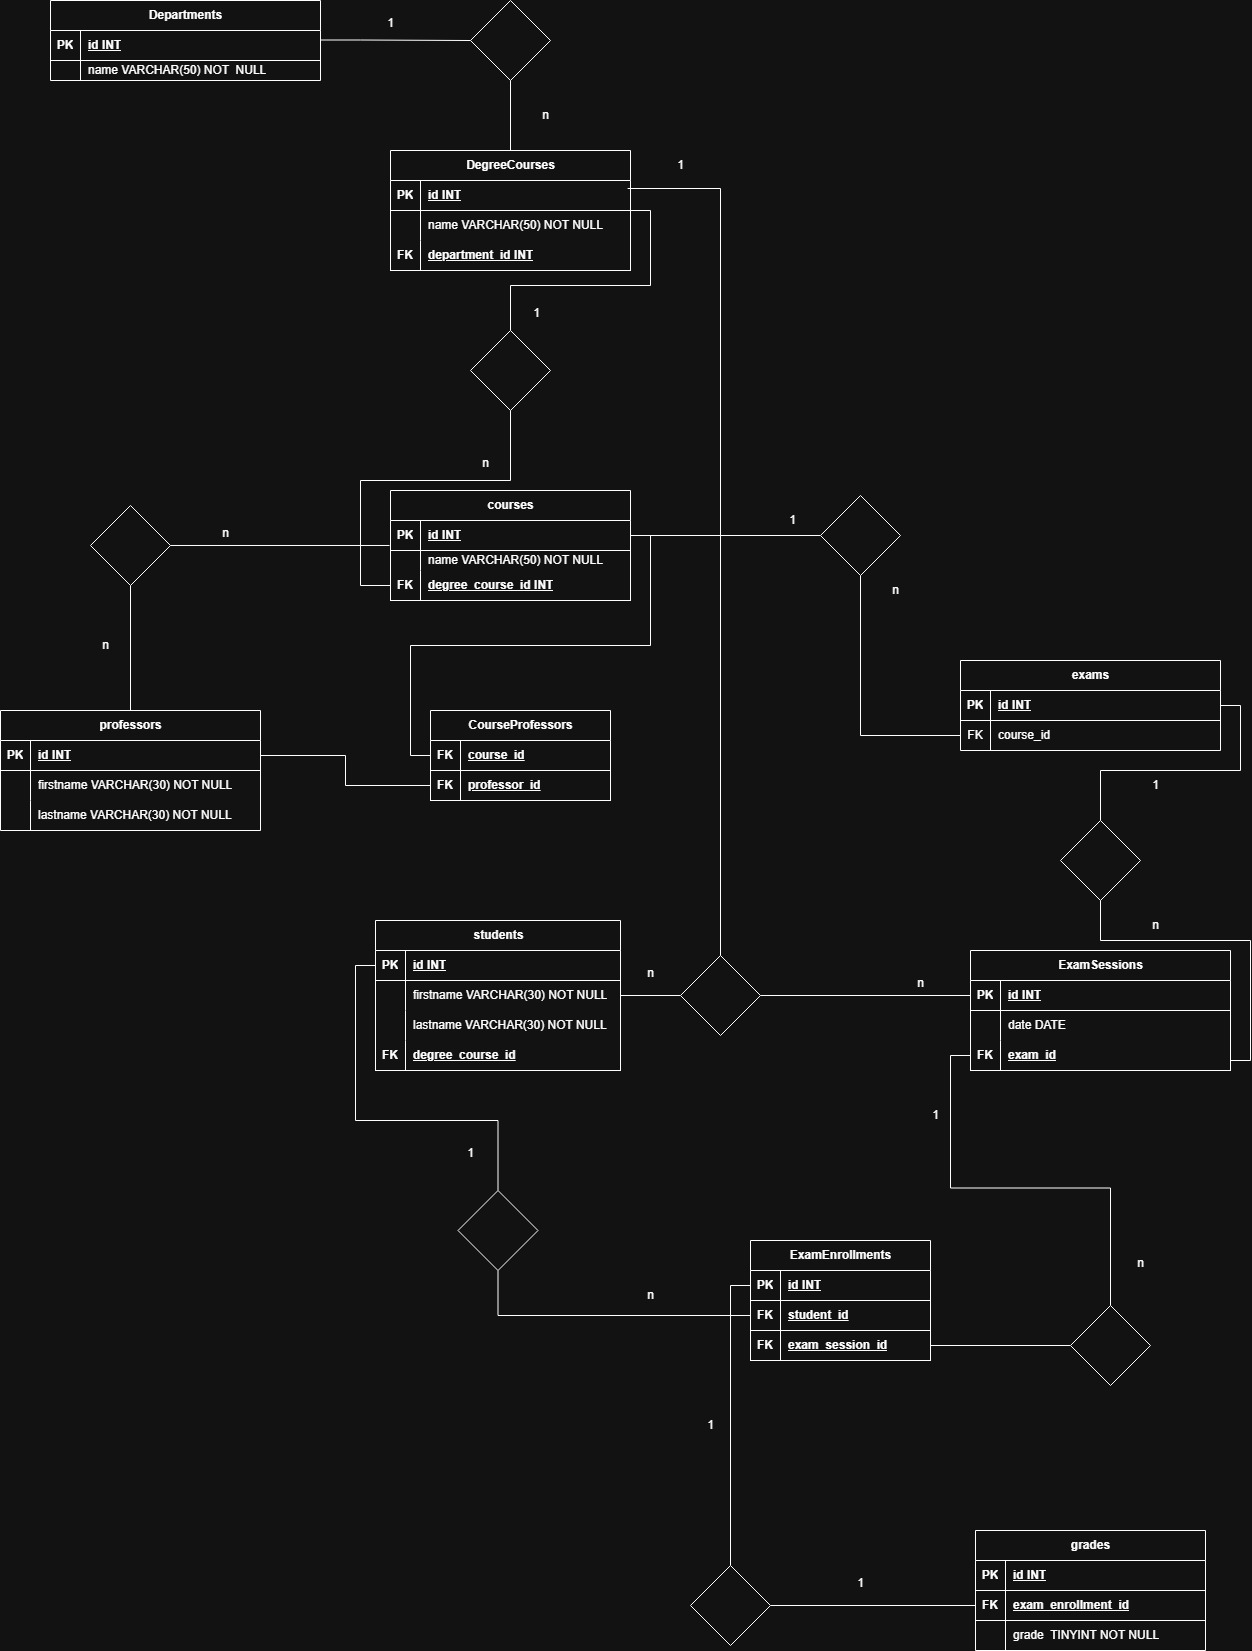 Departments
1
PK id INT
name VARCHAR(50) NOT  NULL
n
DegreeCourses
1
PK id INT
name VARCHAR(50) NOT NULL
FK department_id INT
1
n
courses
1
n
PK id INT
name VARCHAR(50) NOT NULL
FK degree_course_id INT
n
n
exams
PK id INT
FK course_id
professors
PK id INT
firstname VARCHAR(30) NOT NULL
lastname VARCHAR(30) NOT NULL
CourseProfessors
FK course_id
FK professor_id
1
n
students
PK id INT
firstname VARCHAR(30) NOT NULL
lastname VARCHAR(30) NOT NULL
FK degree_course_id
n
n
ExamSessions
PK id INT
date DATE
FK exam_id
1
1
n
ExamEnrollments
PK id INT
FK student_id
FK exam_session_id
n
1
1
grades
PK id INT
FK exam_enrollment_id
grade  TINYINT NOT NULL